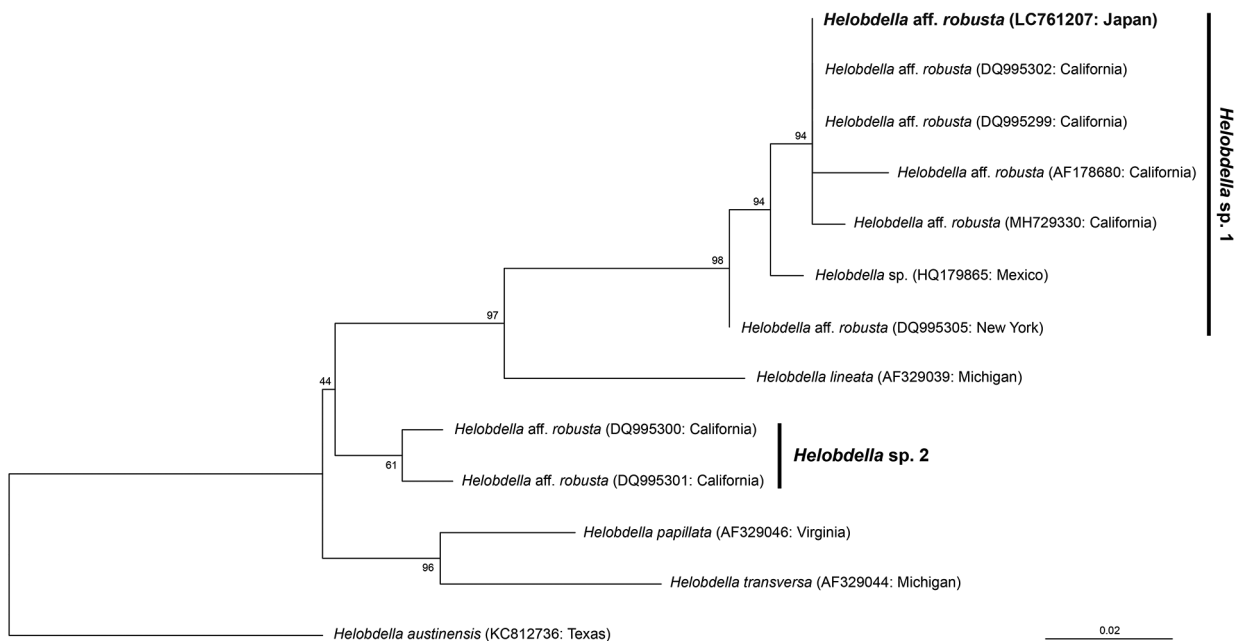 Helobdella aff. robusta (LC761207: Japan)
Helobdella aff. robusta (DQ995302: California)
Helobdella aff. robusta (DQ995299: California)
94
Helobdella aff. robusta (AF178680: California)
Helobdella sp. 1
94
Helobdella aff. robusta (MH729330: California)
98
Helobdella sp. (HQ179865: Mexico)
97
Helobdella aff. robusta (DQ995305: New York)
44
Helobdella lineata (AF329039: Michigan)
Helobdella aff. robusta (DQ995300: California)
Helobdella sp. 2
61
Helobdella aff. robusta (DQ995301: California)
Helobdella papillata (AF329046: Virginia)
96
Helobdella transversa (AF329044: Michigan)
Helobdella austinensis (KC812736: Texas)
0.02